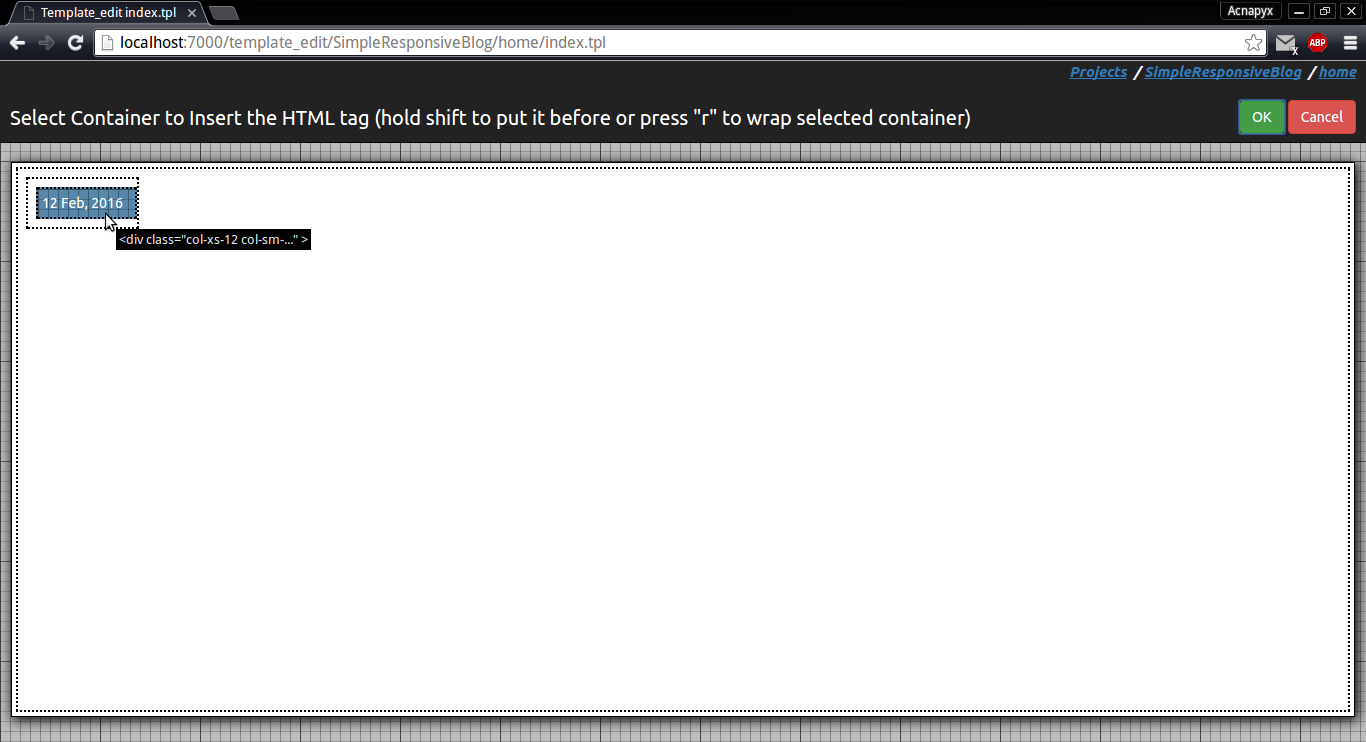 Template_edit index.tpl
Acnapyx
localhost:7000/template_edit/SimpleResponsiveBlog/home/index.tpl
ABP
x
Projects / SimpleResponsiveBlog / home
Select Container to Insert the HTML tag (hold shift to put it before or press "r" to wrap selected container)
OK
Cancel
12 Feb, 2016
<div class="col-xs-12 col-sm-..." >